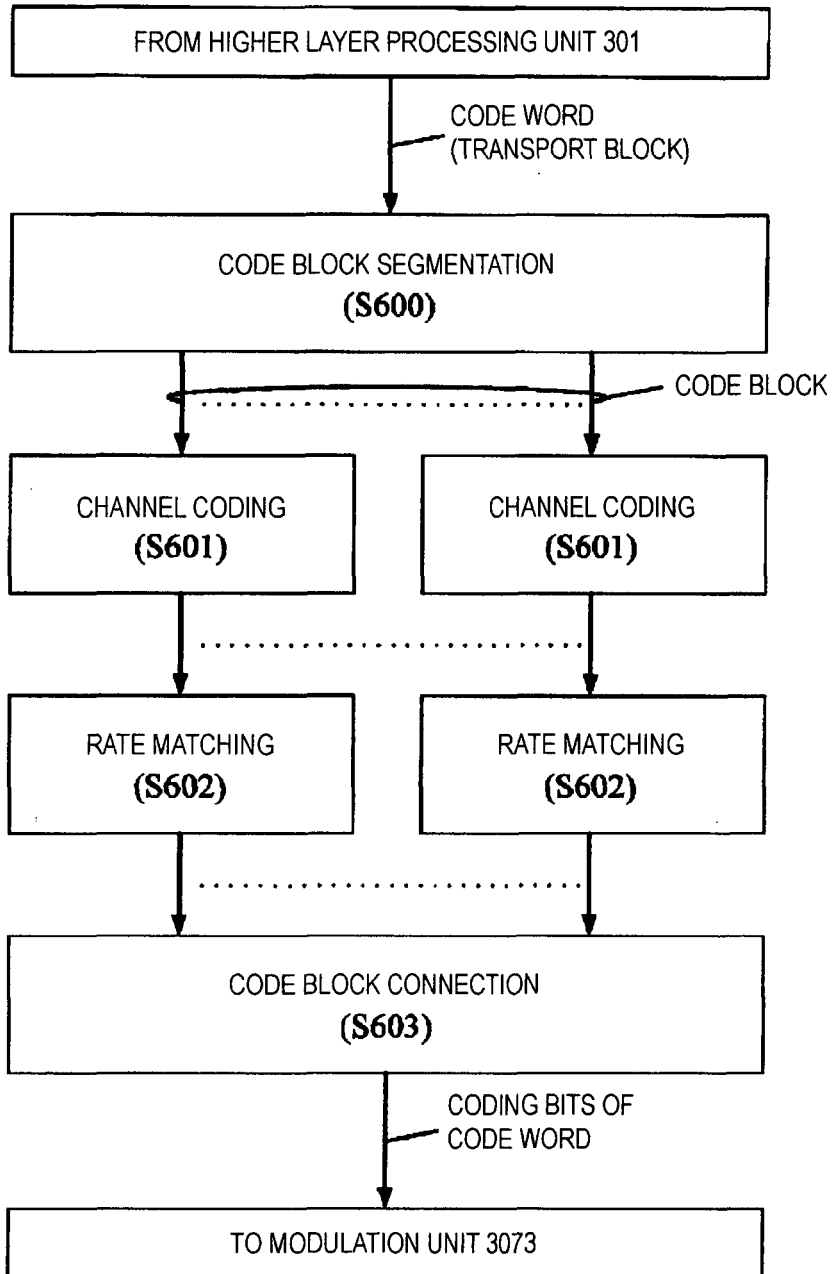 FROM HIGHER LAYER PROCESSING UNIT 301
CODE WORD
(TRANSPORT BLOCK)
CODE BLOCK SEGMENTATION
(S600)
CODE BLOCK
CHANNEL CODING
(S601)
CHANNEL CODING
(S601)
RATE MATCHING
(S602)
RATE MATCHING
(S602)
CODE BLOCK CONNECTION
(S603)
CODING BITS OF
CODE WORD
TO MODULATION UNIT 3073